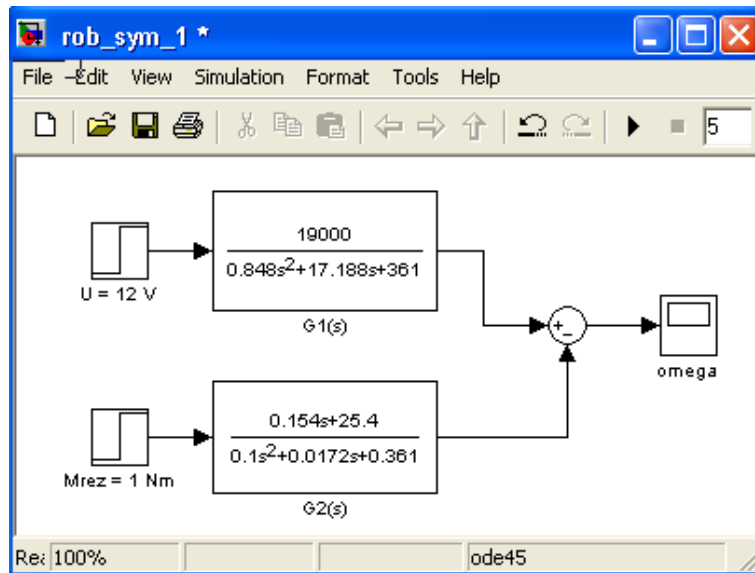 rob_sym_1 *
File Edit View Simulation Format Tools Help
5
19000
0.848s²+17.188s+361
U = 12 V
G1(s)
+
-
omega
0.154s+25.4
0.1s²+0.0172s+0.361
Mrez = 1 Nm
G2(s)
100% ode45